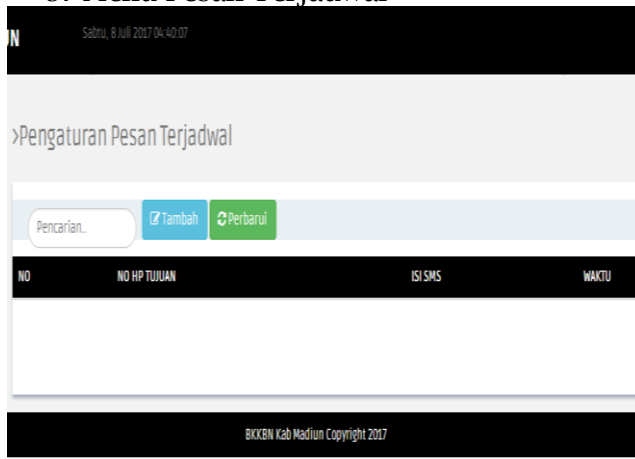 UN
Sabtu, 8 Juli 2017 04:40:07
>Pengaturan Pesan Terjadwal
Pencarian.. Tambah Perbarui
NO NO HP TUJUAN ISI SMS WAKTU
BKKBN Kab Madiun Copyright 2017